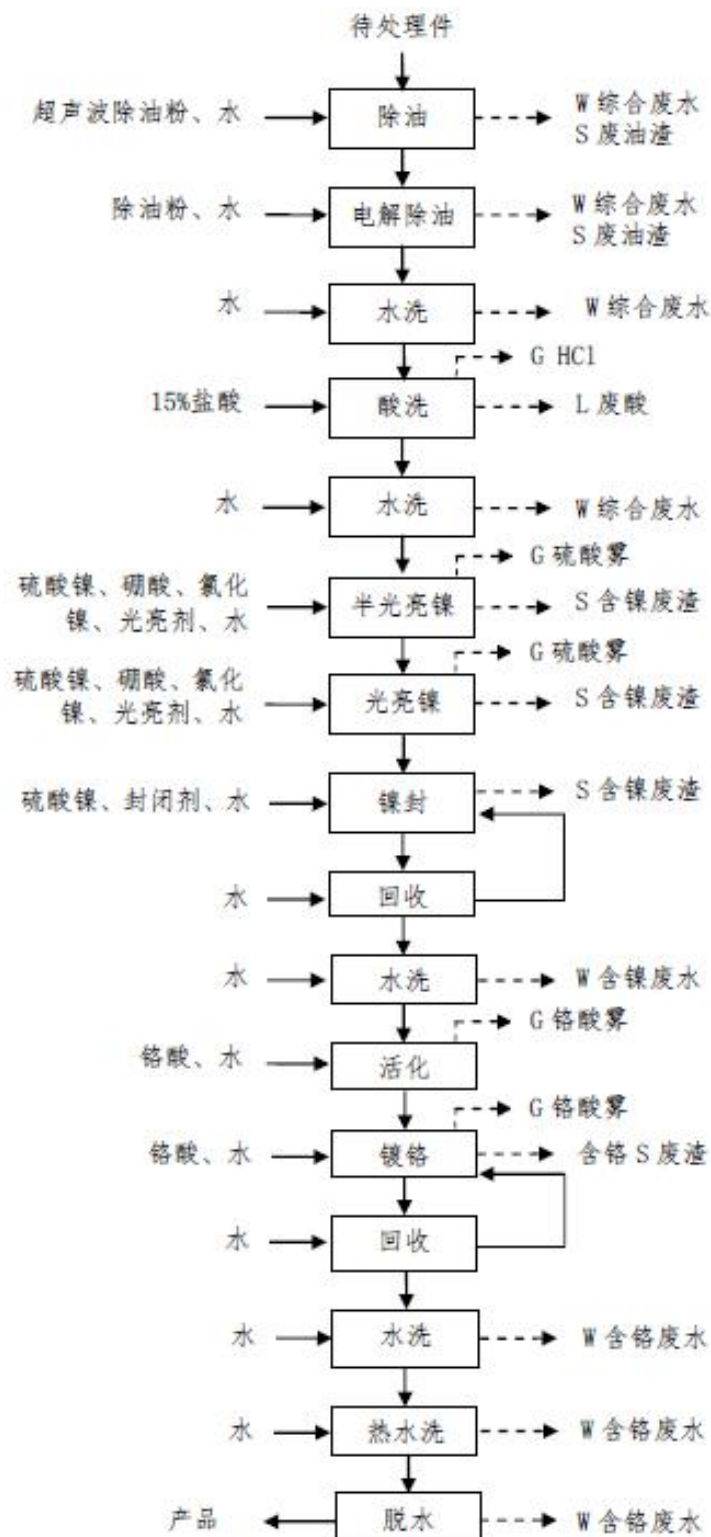 待处理件
超声波除油粉、水
除油
W综合废水
S废油渣
除油粉、水
电解除油
W综合废水
S废油渣
水
水洗
W综合废水
G HCl
15%盐酸
酸洗
L废酸
水
水洗
W综合废水
G硫酸雾
硫酸镍、硼酸、氯化
镍、光亮剂、水
半光亮镍
S含镍废渣
G硫酸雾
硫酸镍、硼酸、氯化
镍、光亮剂、水
光亮镍
S含镍废渣
硫酸镍、封闭剂、水
镍封
S含镍废渣
水
回收
水
水洗
W含镍废水
G铬酸雾
铬酸、水
活化
G铬酸雾
铬酸、水
镀铬
含铬S废渣
水
回收
水
水洗
W含铬废水
水
热水洗
W含铬废水
产品
脱水
W含铬废水